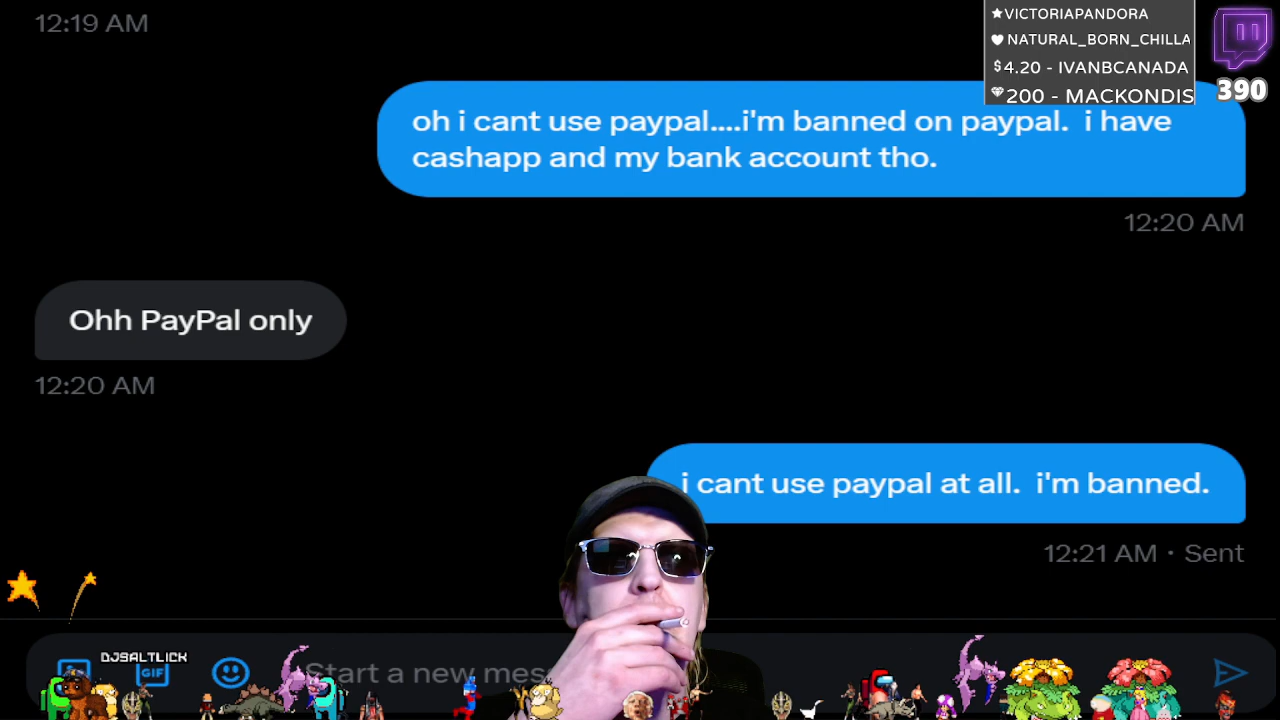 12:19 AM
★VICTORIAPANDORA
♥ NATURAL_BORN_CHILLA
$4.20 - IVANBCANADA
200 - MACKONDIS
390
oh i cant use paypal....i'm banned on paypal.  i have
cashapp and my bank account tho.
12:20 AM
Ohh PayPal only
12:20 AM
i cant use paypal at all.  i'm banned.
12:21 AM · Sent
DJSALTLICK
GIF
Start a new mes